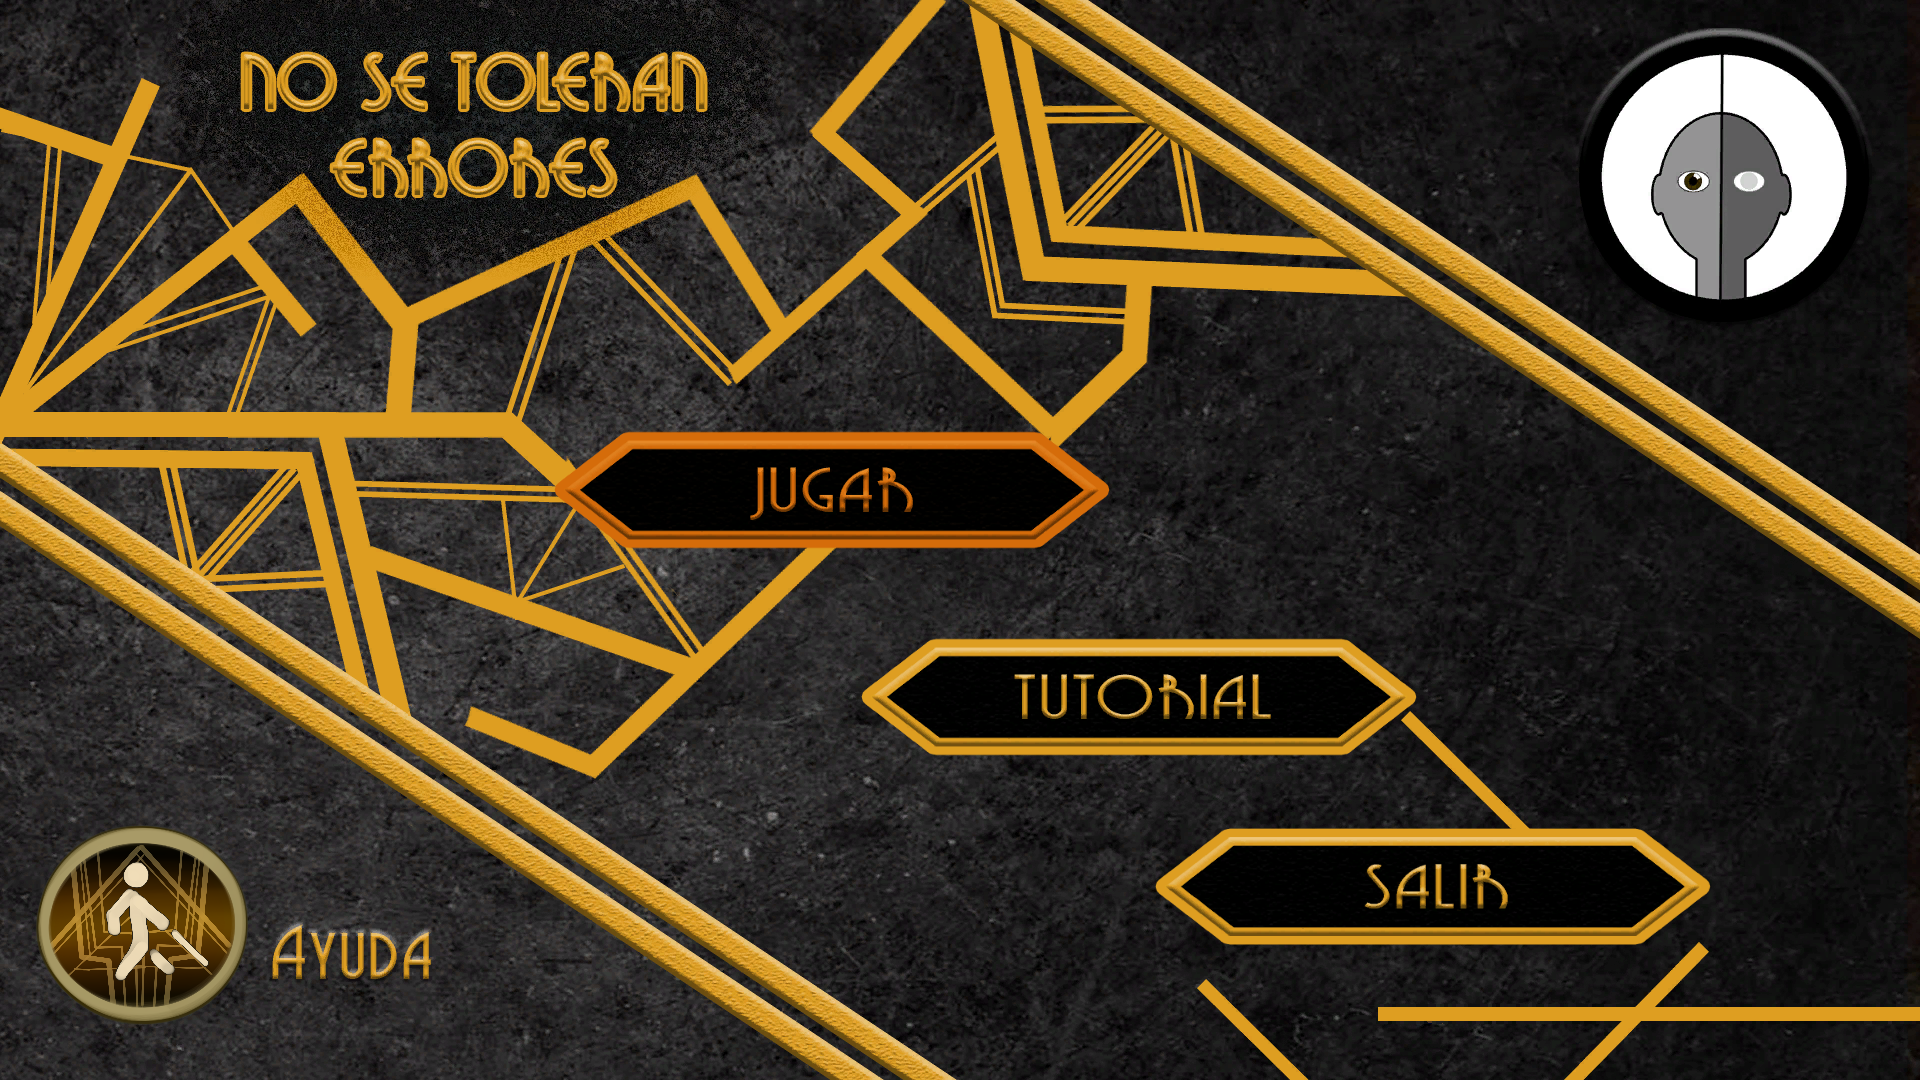 NO SE TOLERAN
ERRORES
JUGAR
TUTORIAL
SALIR
AYUDA